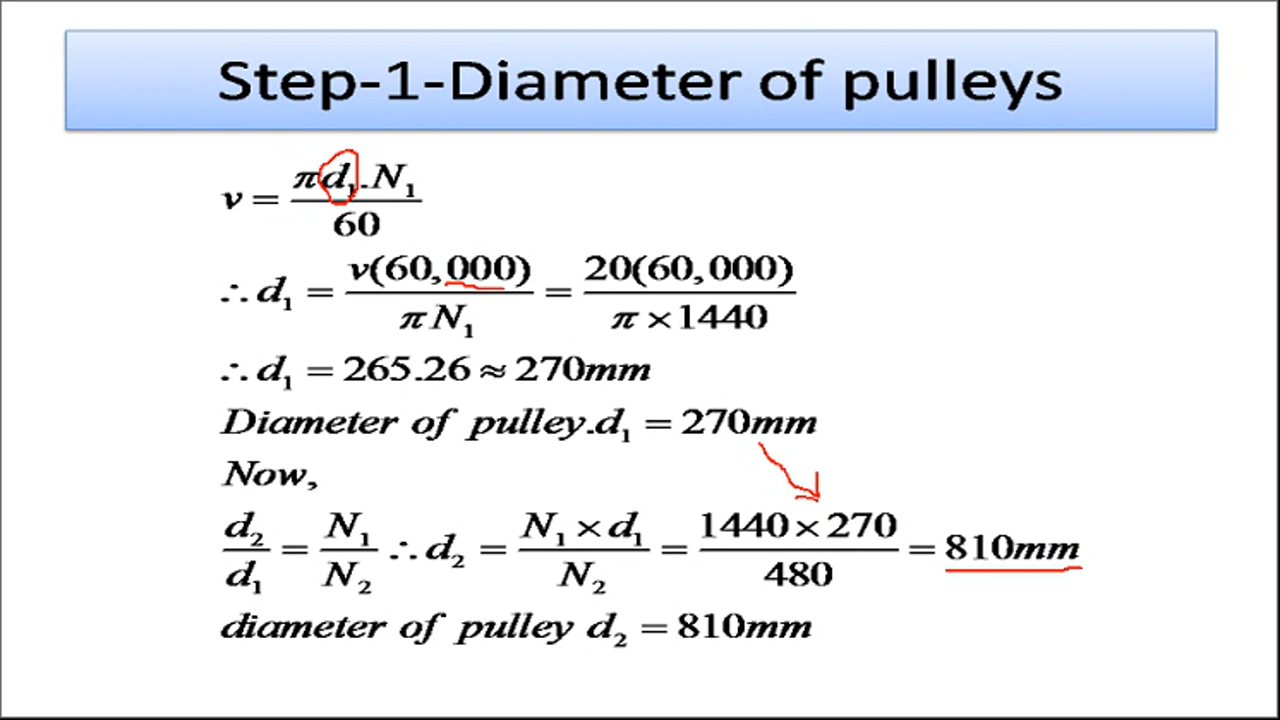 Step-1-Diameter of pulleys
v = πd₁.N₁ / 60
∴ d₁ = v(60,000) / πN₁ = 20(60,000) / π × 1440
∴ d₁ = 265.26 ≈ 270mm
Diameter of pulley.d₁ = 270mm
Now,
d₂ / d₁ = N₁ / N₂ ∴ d₂ = N₁ × d₁ / N₂ = 1440 × 270 / 480 = 810mm
diameter of pulley d₂ = 810mm